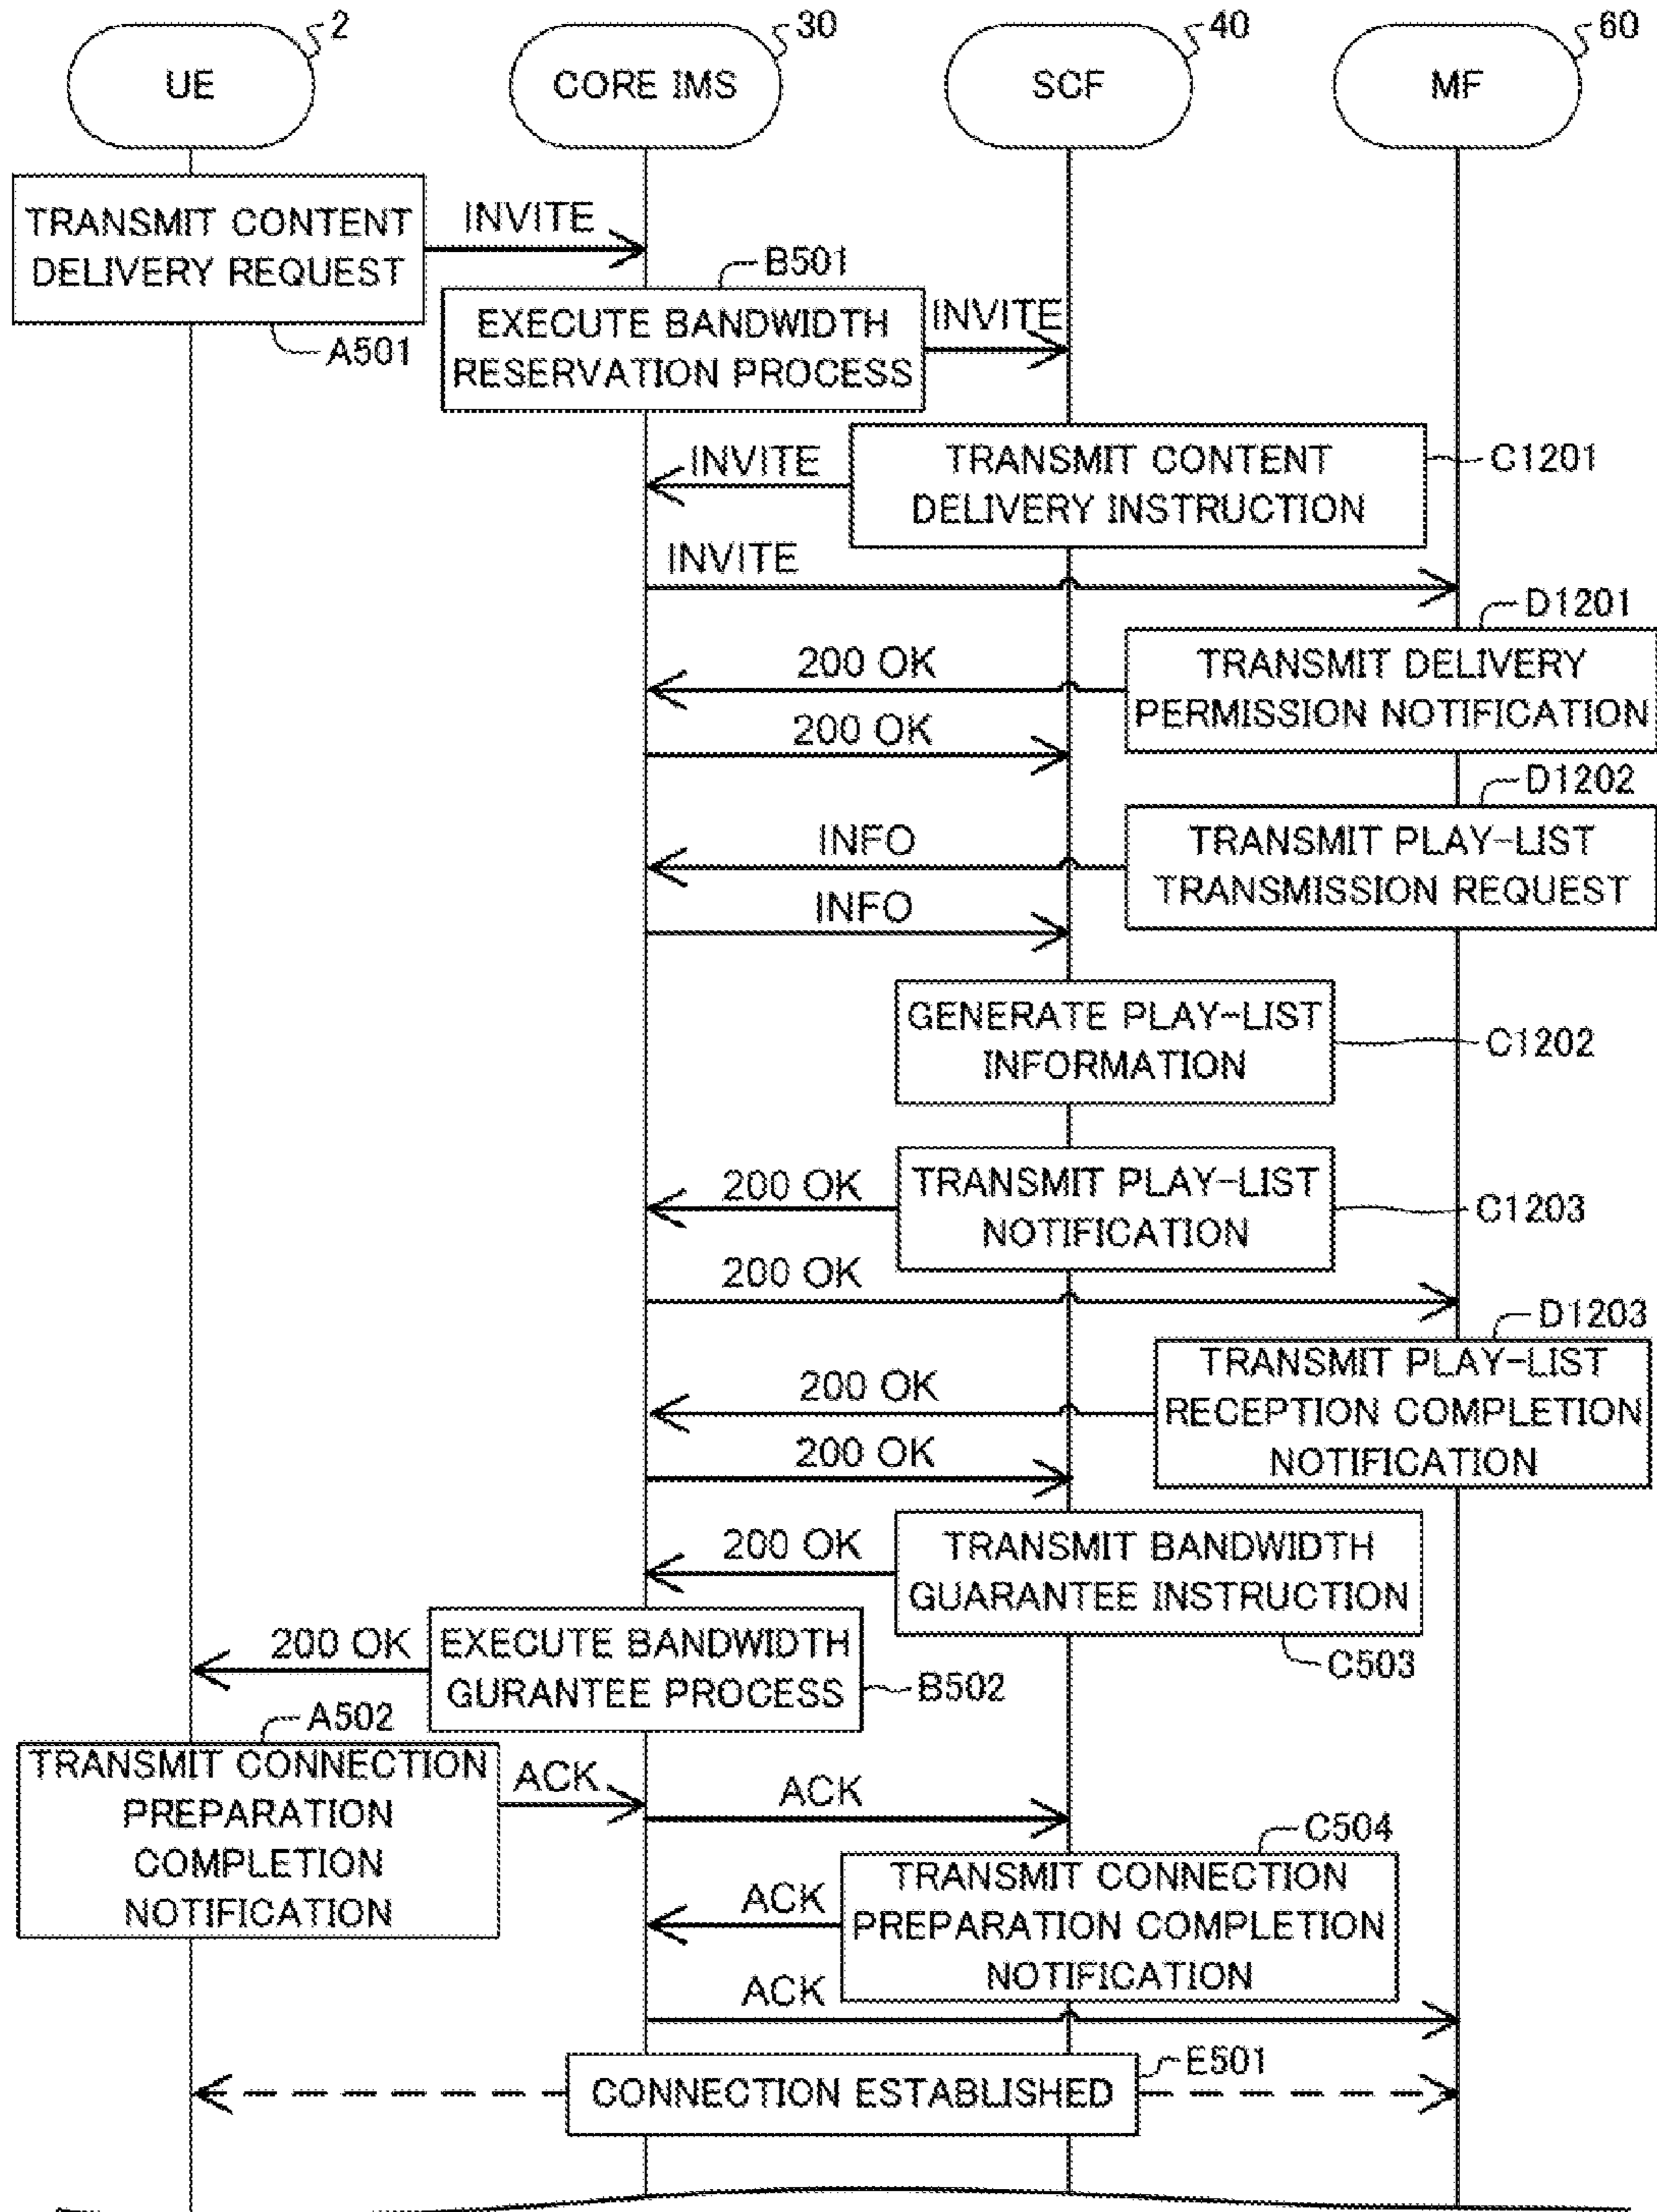 2
30
40
60
UE
CORE IMS
SCF
MF
TRANSMIT CONTENT
DELIVERY REQUEST
INVITE
A501
B501
EXECUTE BANDWIDTH
RESERVATION PROCESS
INVITE
INVITE
TRANSMIT CONTENT
DELIVERY INSTRUCTION
C1201
INVITE
D1201
200 OK
TRANSMIT DELIVERY
PERMISSION NOTIFICATION
200 OK
D1202
INFO
TRANSMIT PLAY-LIST
TRANSMISSION REQUEST
INFO
GENERATE PLAY-LIST
INFORMATION
C1202
200 OK
TRANSMIT PLAY-LIST
NOTIFICATION
C1203
200 OK
D1203
200 OK
TRANSMIT PLAY-LIST
RECEPTION COMPLETION
NOTIFICATION
200 OK
200 OK
TRANSMIT BANDWIDTH
GUARANTEE INSTRUCTION
C503
200 OK
EXECUTE BANDWIDTH
GURANTEE PROCESS
B502
A502
TRANSMIT CONNECTION
PREPARATION
COMPLETION
NOTIFICATION
ACK
ACK
C504
ACK
TRANSMIT CONNECTION
PREPARATION COMPLETION
NOTIFICATION
ACK
E501
CONNECTION ESTABLISHED